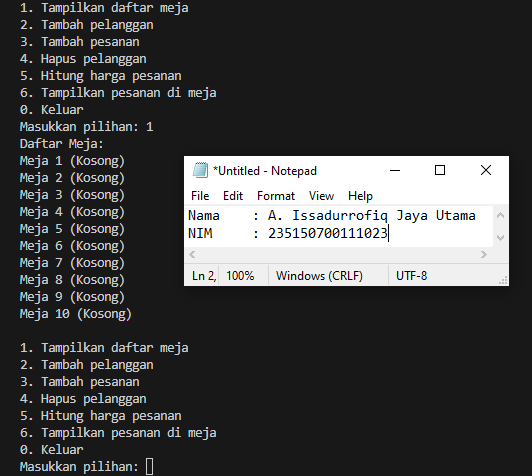 1. Tampilkan daftar meja
2. Tambah pelanggan
3. Tambah pesanan
4. Hapus pelanggan
5. Hitung harga pesanan
6. Tampilkan pesanan di meja
0. Keluar
Masukkan pilihan: 1
Daftar Meja:
Meja 1 (Kosong)
Meja 2 (Kosong)
Meja 3 (Kosong)
Meja 4 (Kosong)
Meja 5 (Kosong)
Meja 6 (Kosong)
Meja 7 (Kosong)
Meja 8 (Kosong)
Meja 9 (Kosong)
Meja 10 (Kosong)
1. Tampilkan daftar meja
2. Tambah pelanggan
3. Tambah pesanan
4. Hapus pelanggan
5. Hitung harga pesanan
6. Tampilkan pesanan di meja
0. Keluar
Masukkan pilihan:
*Untitled - Notepad
File Edit Format View Help
Nama : A. Issadurrofiq Jaya Utama
NIM : 235150700111023
Ln 2, 100% Windows (CRLF) UTF-8